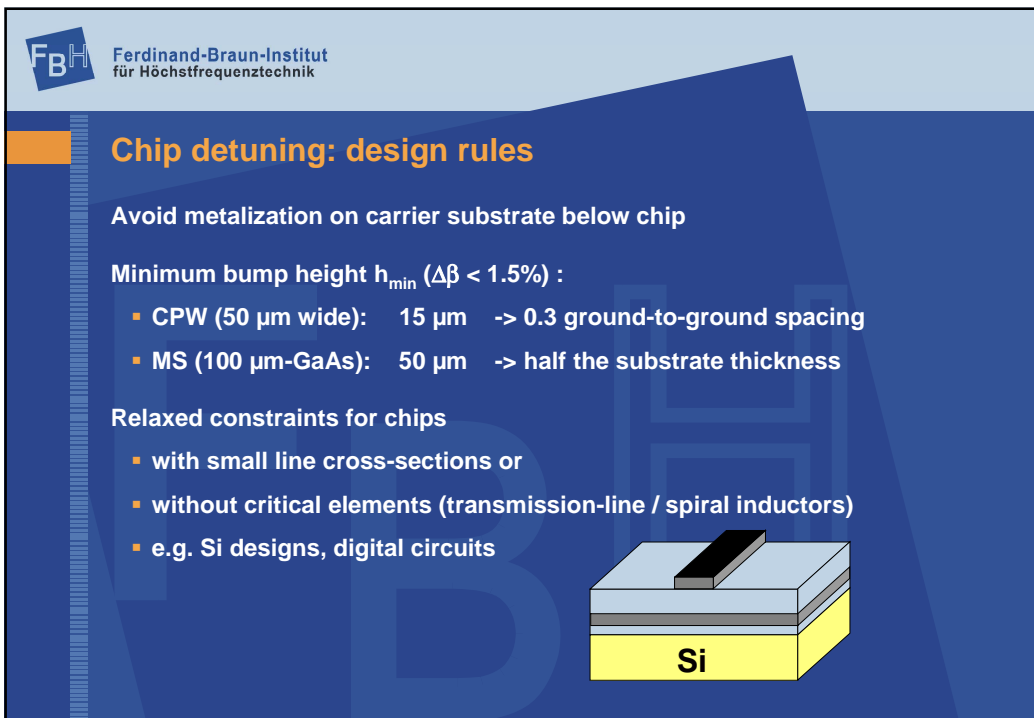 FBH
Ferdinand-Braun-Institut
für Höchstfrequenztechnik
Chip detuning: design rules
Avoid metalization on carrier substrate below chip
Minimum bump height hmin (Δβ < 1.5%) :
▪ CPW (50 µm wide): 15 µm -> 0.3 ground-to-ground spacing
▪ MS (100 µm-GaAs): 50 µm -> half the substrate thickness
Relaxed constraints for chips
▪ with small line cross-sections or
▪ without critical elements (transmission-line / spiral inductors)
▪ e.g. Si designs, digital circuits
Si